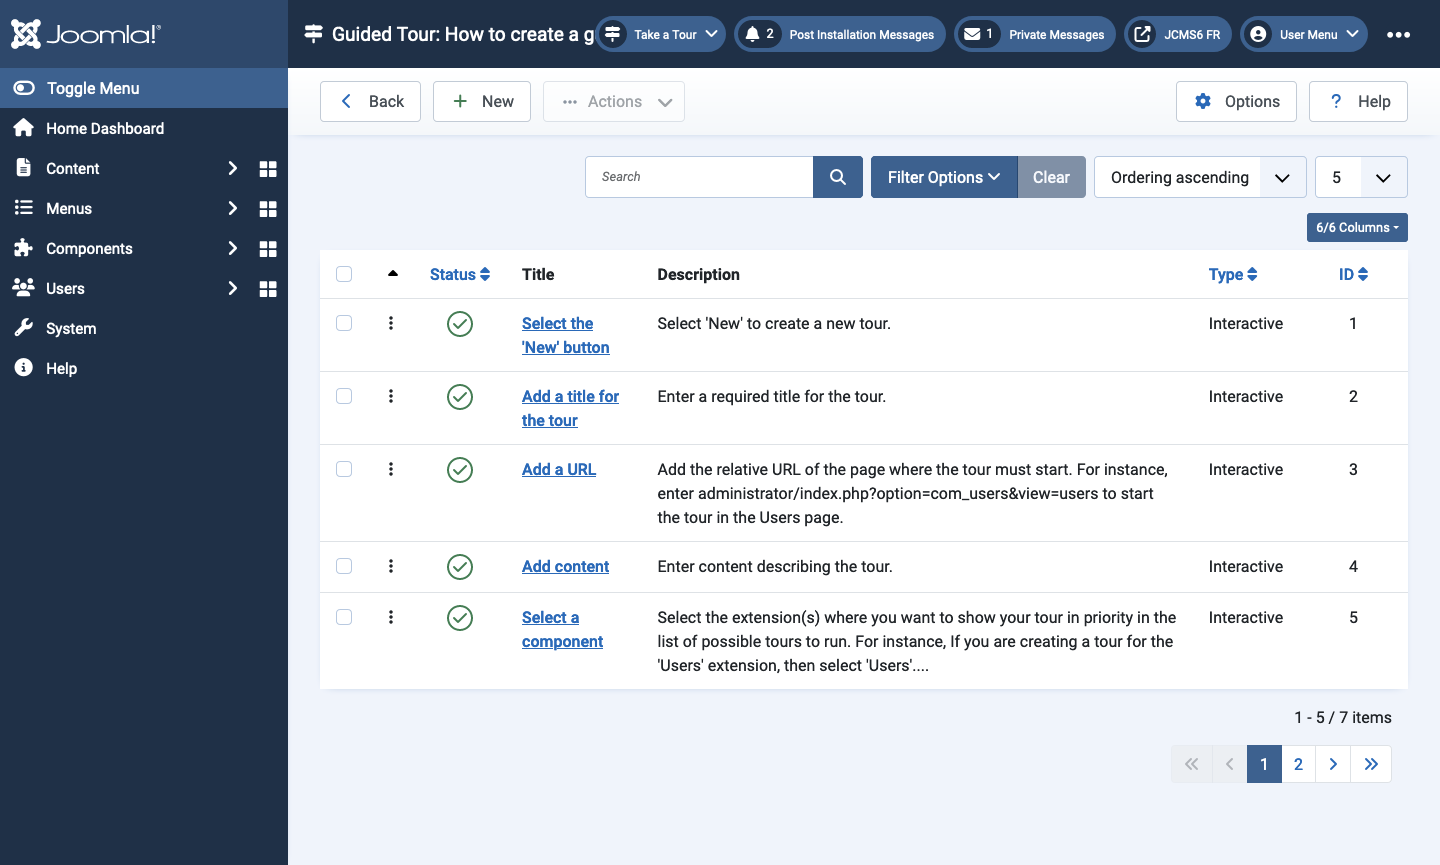 Joomla!®
Guided Tour: How to create a g
Take a Tour
2 Post Installation Messages
1 Private Messages
JCMS6 FR
User Menu
Toggle Menu
Home Dashboard
Content
Menus
Components
Users
System
Help
Back
New
Actions
Options
? Help
Search
Filter Options
Clear
Ordering ascending
5
6/6 Columns
Status Title Description Type ID
Select the
'New' button
Select 'New' to create a new tour.
Interactive
1
Add a title for
the tour
Enter a required title for the tour.
Interactive
2
Add a URL
Add the relative URL of the page where the tour must start. For instance,
enter administrator/index.php?option=com_users&view=users to start
the tour in the Users page.
Interactive
3
Add content
Enter content describing the tour.
Interactive
4
Select a
component
Select the extension(s) where you want to show your tour in priority in the
list of possible tours to run. For instance, If you are creating a tour for the
'Users' extension, then select 'Users'....
Interactive
5
1 - 5 / 7 items
1 2